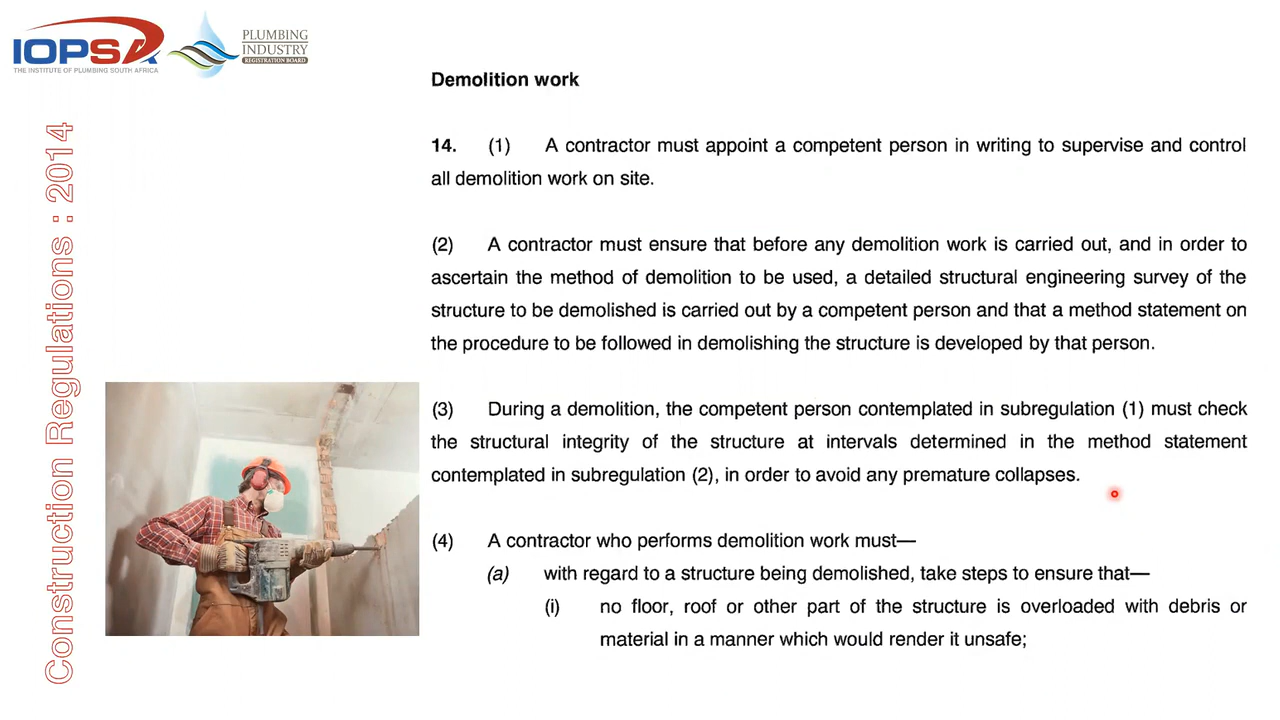 IOPSA
THE INSTITUTE OF PLUMBING SOUTH AFRICA
PLUMBING
INDUSTRY
REGISTRATION BOARD
Construction Regulations : 2014
Demolition work
14. (1) A contractor must appoint a competent person in writing to supervise and control
all demolition work on site.
(2) A contractor must ensure that before any demolition work is carried out, and in order to
ascertain the method of demolition to be used, a detailed structural engineering survey of the
structure to be demolished is carried out by a competent person and that a method statement on
the procedure to be followed in demolishing the structure is developed by that person.
(3) During a demolition, the competent person contemplated in subregulation (1) must check
the structural integrity of the structure at intervals determined in the method statement
contemplated in subregulation (2), in order to avoid any premature collapses.
(4) A contractor who performs demolition work must—
(a) with regard to a structure being demolished, take steps to ensure that—
(i) no floor, roof or other part of the structure is overloaded with debris or
material in a manner which would render it unsafe;